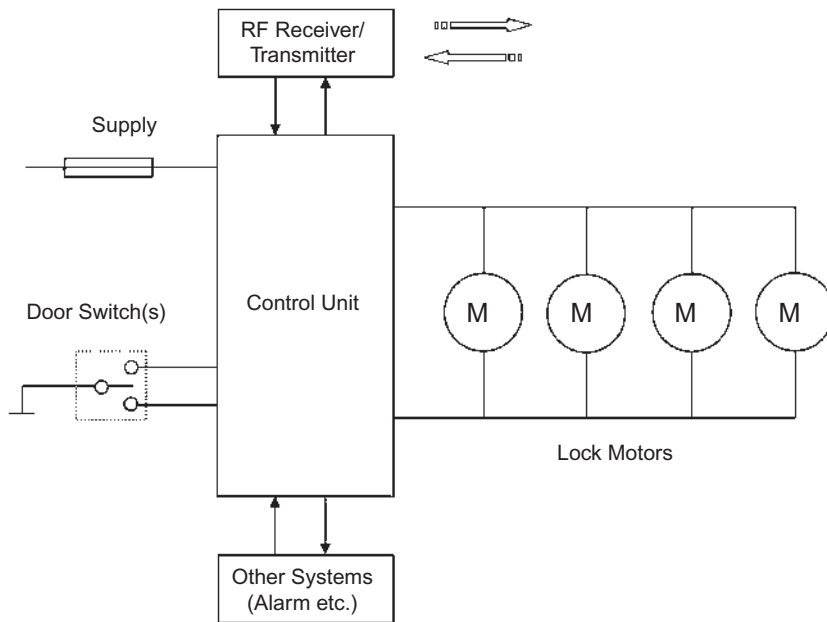 RF Receiver/
Transmitter
Supply
Control Unit
Door Switch(s)
M
M
M
M
Lock Motors
Other Systems
(Alarm etc.)